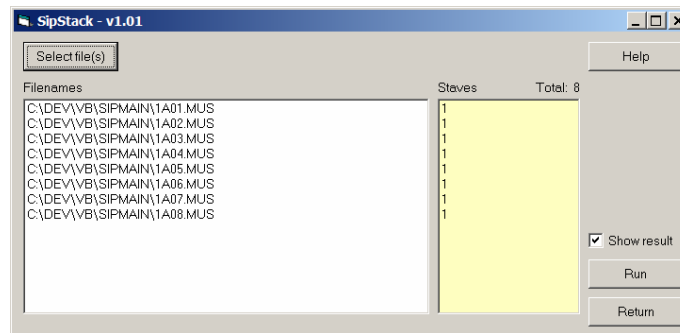 SipStack - v1.01
Select file(s)
Help
Filenames
Staves Total: 8
C:\DEV\VB\SIPMAIN\1A01.MUS 1
C:\DEV\VB\SIPMAIN\1A02.MUS 1
C:\DEV\VB\SIPMAIN\1A03.MUS 1
C:\DEV\VB\SIPMAIN\1A04.MUS 1
C:\DEV\VB\SIPMAIN\1A05.MUS 1
C:\DEV\VB\SIPMAIN\1A06.MUS 1
C:\DEV\VB\SIPMAIN\1A07.MUS 1
C:\DEV\VB\SIPMAIN\1A08.MUS 1
Show result
Run
Return